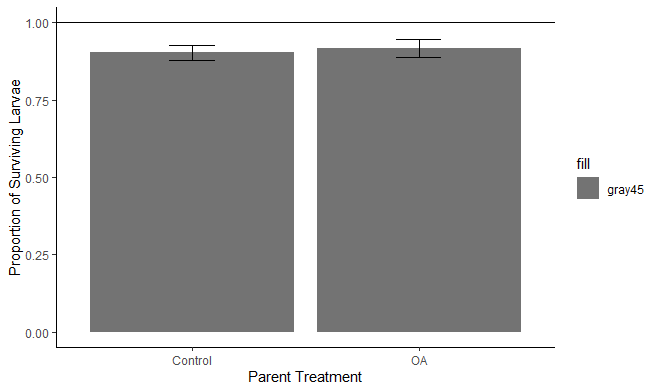 Proportion of Surviving Larvae
1.00
0.75
0.50
0.25
0.00
Control
OA
Parent Treatment
fill
gray45